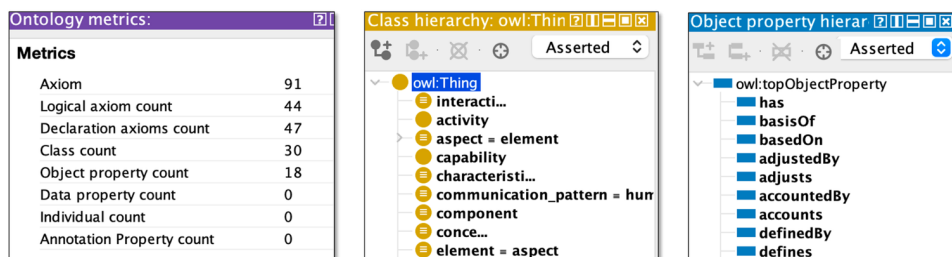 Ontology metrics:
Metrics
Axiom 91
Logical axiom count 44
Declaration axioms count 47
Class count 30
Object property count 18
Data property count 0
Individual count 0
Annotation Property count 0
Class hierarchy: owl:Thin
Asserted
owl:Thing
interacti...
activity
aspect = element
capability
characteristi...
communication_pattern = hum
component
conce...
element = aspect
Object property hierar
Asserted
owl:topObjectProperty
has
basisOf
basedOn
adjustedBy
adjusts
accountedBy
accounts
definedBy
defines